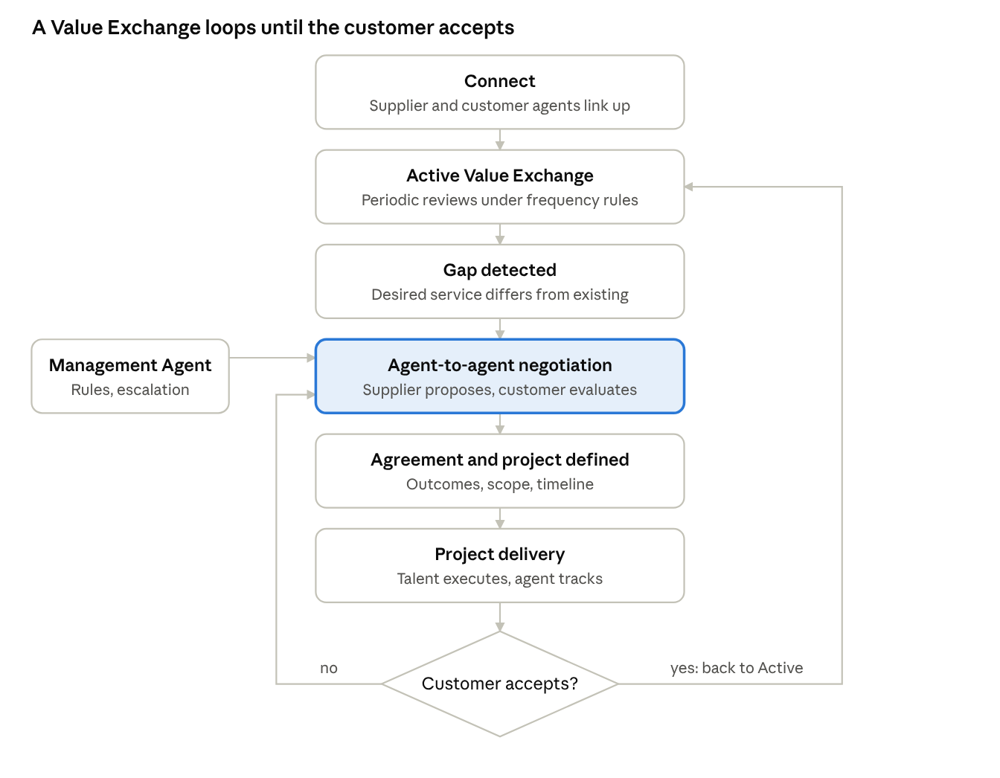 A Value Exchange loops until the customer accepts
Connect
Supplier and customer agents link up
Active Value Exchange
Periodic reviews under frequency rules
Gap detected
Desired service differs from existing
Management Agent
Rules, escalation
Agent-to-agent negotiation
Supplier proposes, customer evaluates
Agreement and project defined
Outcomes, scope, timeline
Project delivery
Talent executes, agent tracks
no
Customer accepts?
yes: back to Active